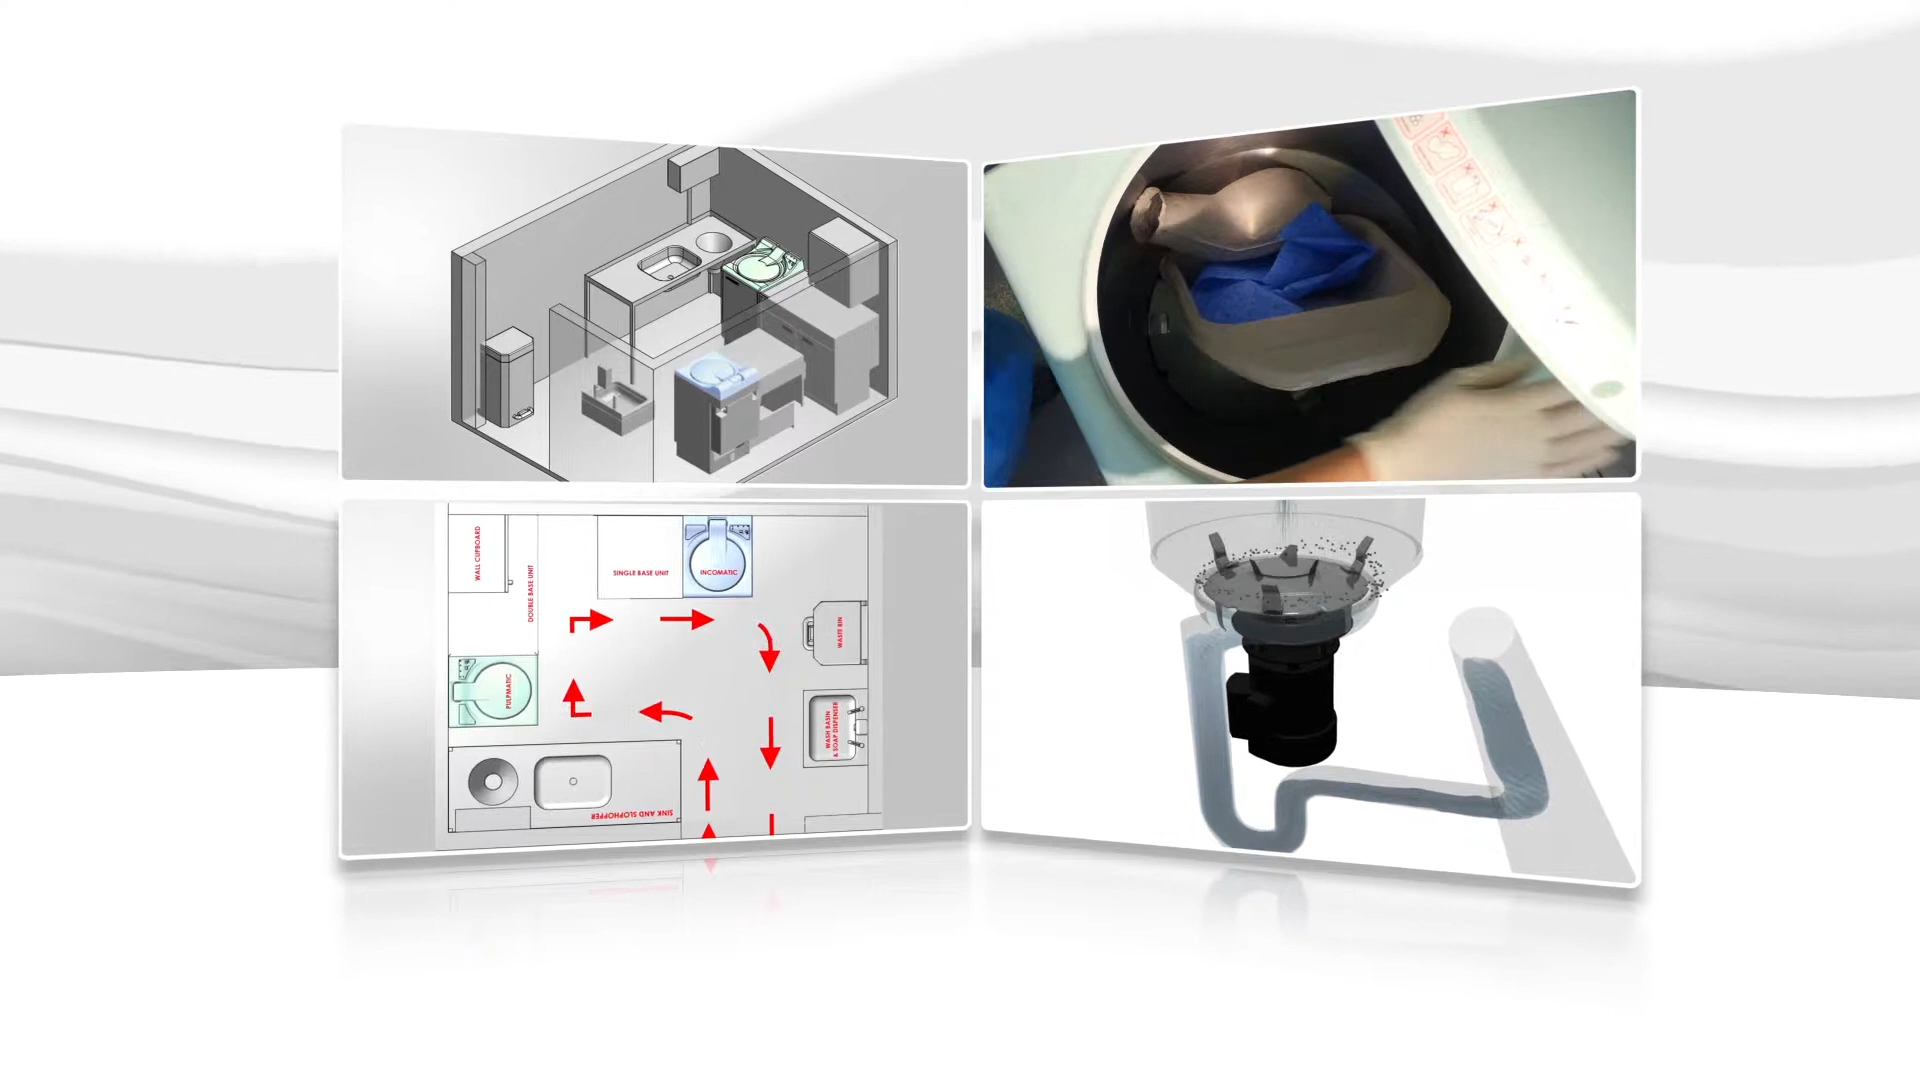 WALL CUPBOARD
DOUBLE BASE UNIT
SINGLE BASE UNIT
INCOMATIC
WASTE BIN
PULPMATIC
WASH BASIN
& SOAP DISPENSER
SINK AND SLOPHOPPER